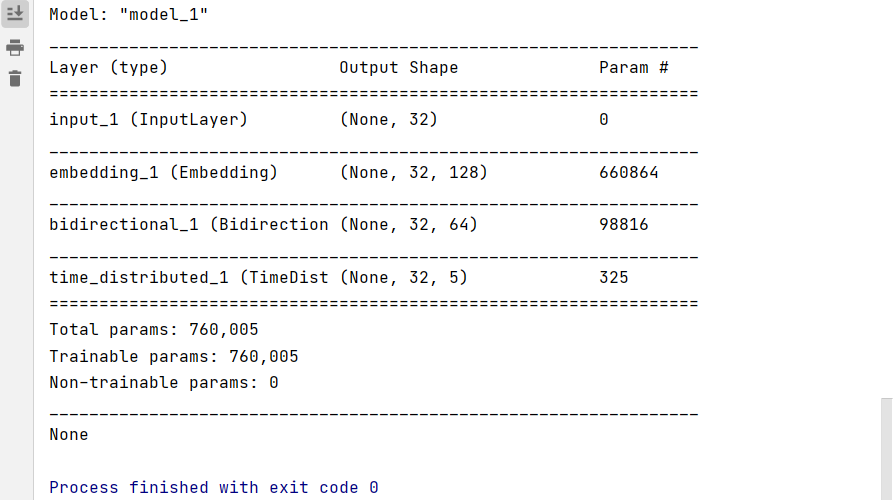 Model: "model_1"
_________________________________________________________________
Layer (type)                 Output Shape              Param #
=================================================================
input_1 (InputLayer)         (None, 32)                0
_________________________________________________________________
embedding_1 (Embedding)      (None, 32, 128)           660864
_________________________________________________________________
bidirectional_1 (Bidirection (None, 32, 64)            98816
_________________________________________________________________
time_distributed_1 (TimeDist (None, 32, 5)             325
=================================================================
Total params: 760,005
Trainable params: 760,005
Non-trainable params: 0
_________________________________________________________________
None
Process finished with exit code 0